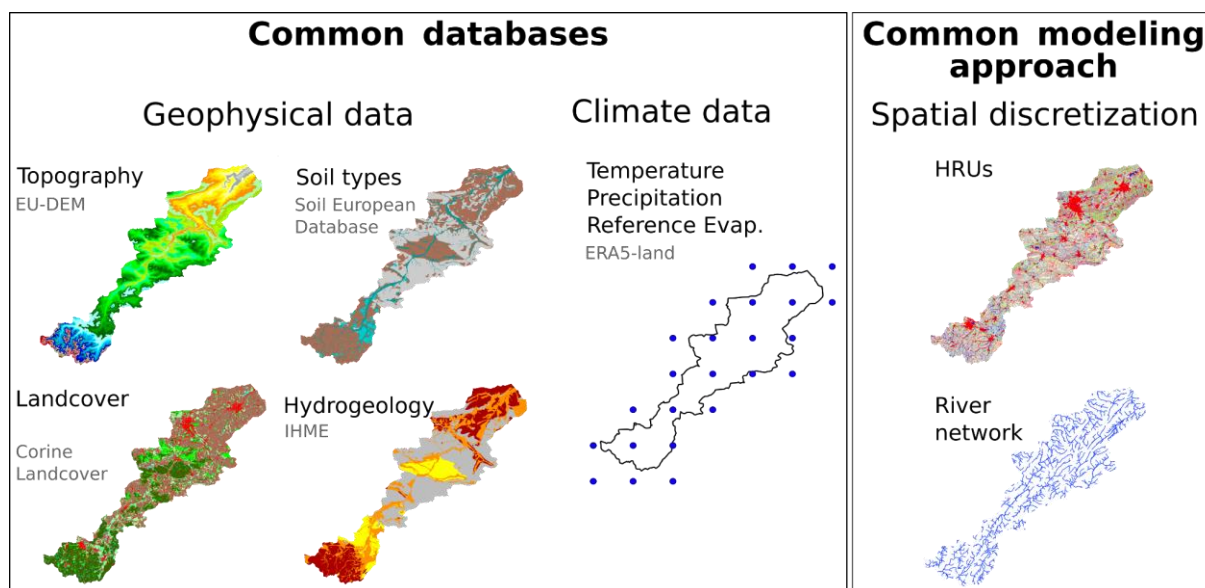 Common databases
Geophysical data
Topography
EU-DEM
Soil types
Soil European
Database
Landcover
Corine
Landcover
Hydrogeology
IHME
Climate data
Temperature
Precipitation
Reference Evap.
ERA5-land
Common modeling
approach
Spatial discretization
HRUs
River
network